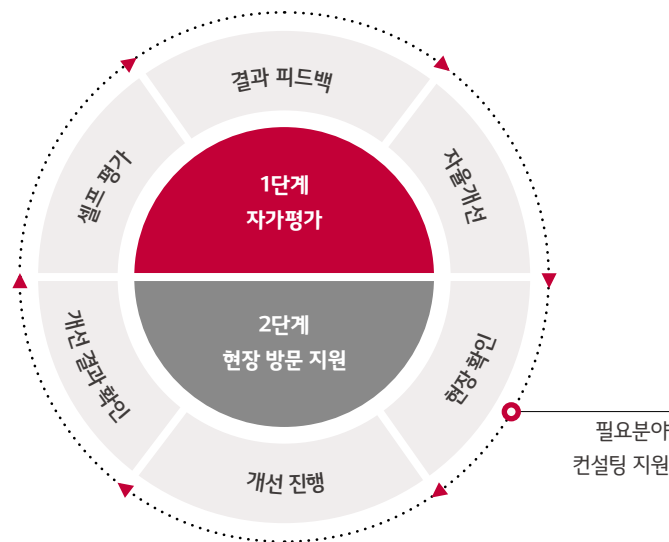 결과 피드백
셀프 평가
자율개선
1단계
자가평가
2단계
현장 방문 지원
개선 결과 확인
현장 확인
개선 진행
필요분야
컨설팅 지원